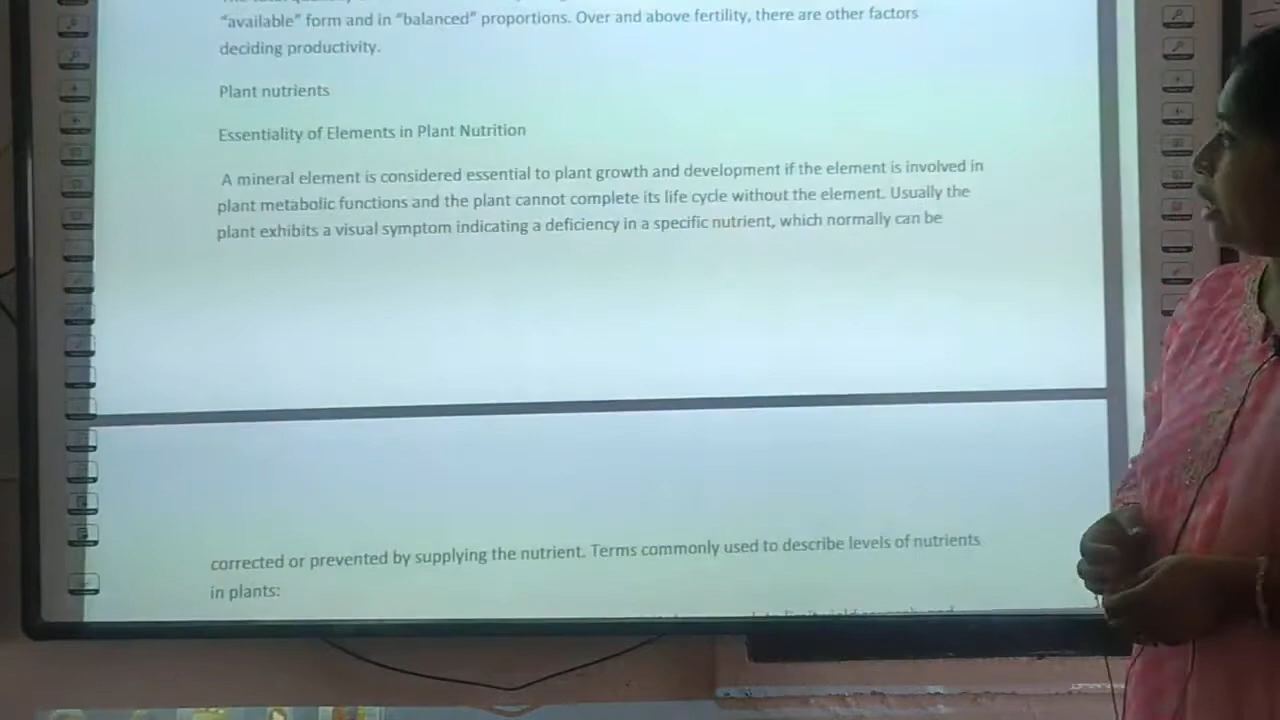 "available" form and in "balanced" proportions. Over and above fertility, there are other factors
deciding productivity.
Plant nutrients
Essentiality of Elements in Plant Nutrition
A mineral element is considered essential to plant growth and development if the element is involved in
plant metabolic functions and the plant cannot complete its life cycle without the element. Usually the
plant exhibits a visual symptom indicating a deficiency in a specific nutrient, which normally can be
corrected or prevented by supplying the nutrient. Terms commonly used to describe levels of nutrients
in plants: